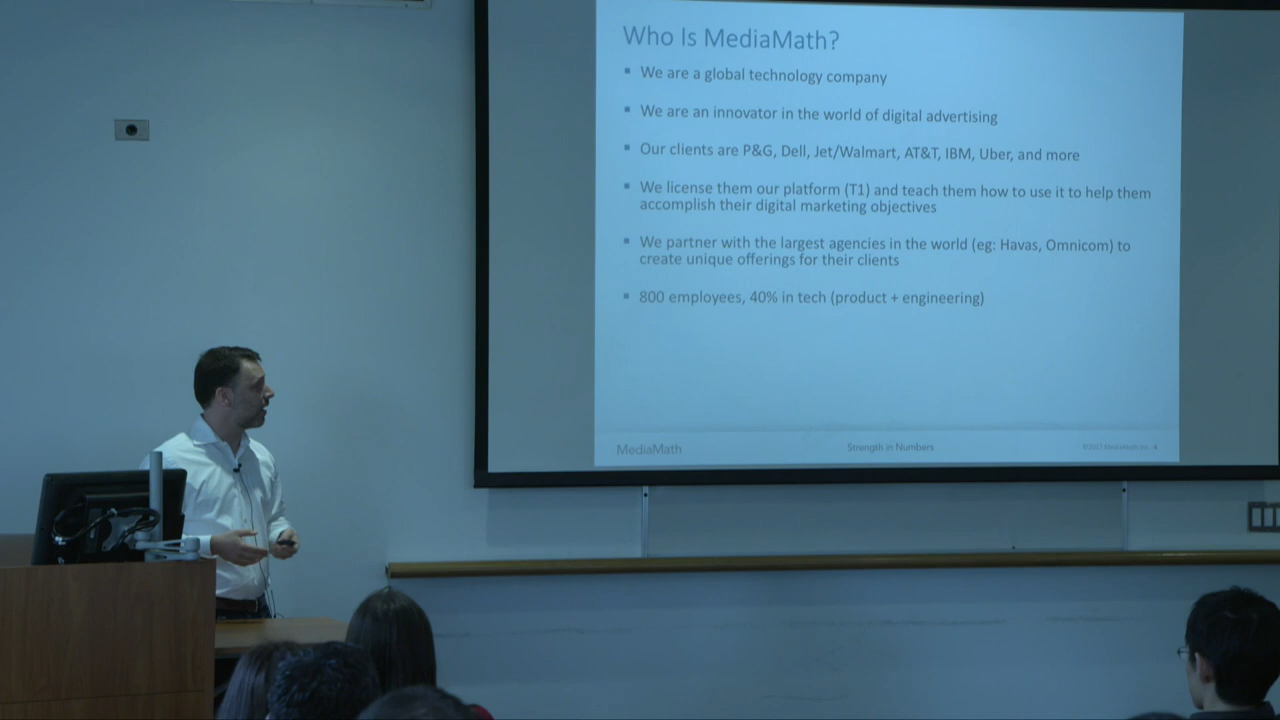 Who Is MediaMath?
We are a global technology company
We are an innovator in the world of digital advertising
Our clients are P&G, Dell, Jet/Walmart, AT&T, IBM, Uber, and more
We license them our platform (T1) and teach them how to use it to help them
accomplish their digital marketing objectives
We partner with the largest agencies in the world (eg: Havas, Omnicom) to
create unique offerings for their clients
800 employees, 40% in tech (product + engineering)
MediaMath Strength in Numbers ©2017 MediaMath Inc. 4